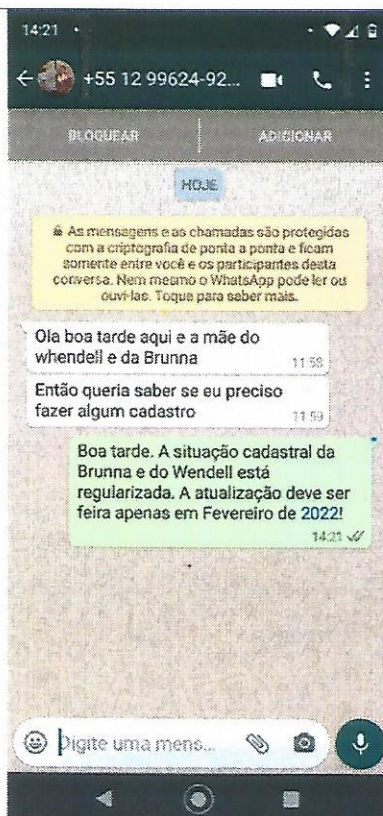 14:21
+55 12 99624-92...
BLOQUEAR
ADICIONAR
HOJE
As mensagens e as chamadas são protegidas
com a criptografia de ponta a ponta e ficam
somente entre você e os participantes desta
conversa. Nem mesmo o WhatsApp pode ler ou
ouvi-las. Toque para saber mais.
Ola boa tarde aqui e a mãe do
whendell e da Brunna
11:58
Então queria saber se eu preciso
fazer algum cadastro
11:59
Boa tarde. A situação cadastral da
Brunna e do Wendell está
regularizada. A atualização deve ser
feira apenas em Fevereiro de 2022!
14:21
Digite uma mens...